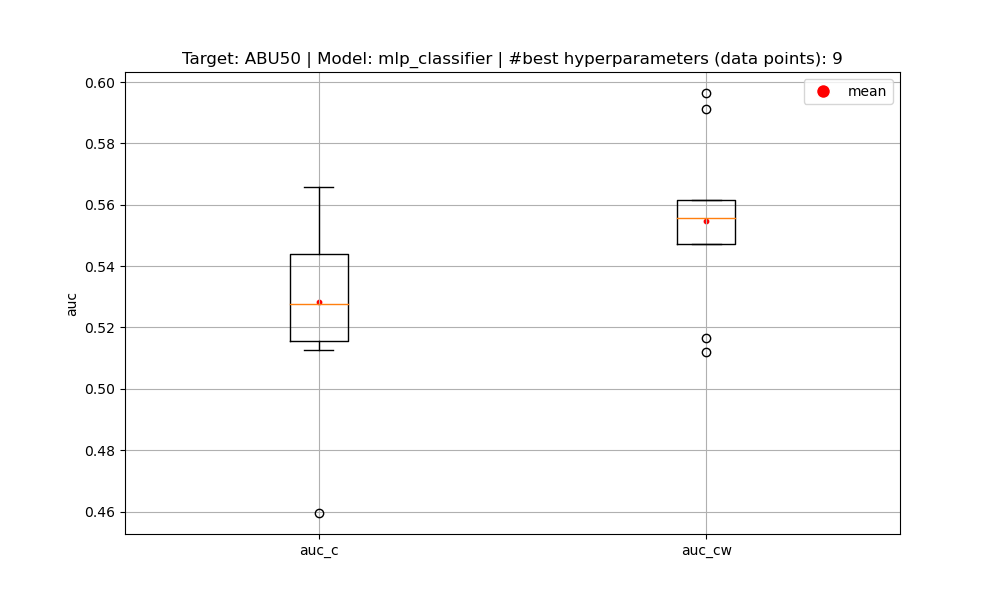 Target: ABU50 | Model: mlp_classifier | #best hyperparameters (data points): 9
mean
0.60
0.58
0.56
0.54
0.52
0.50
0.48
0.46
auc
auc_c
auc_cw